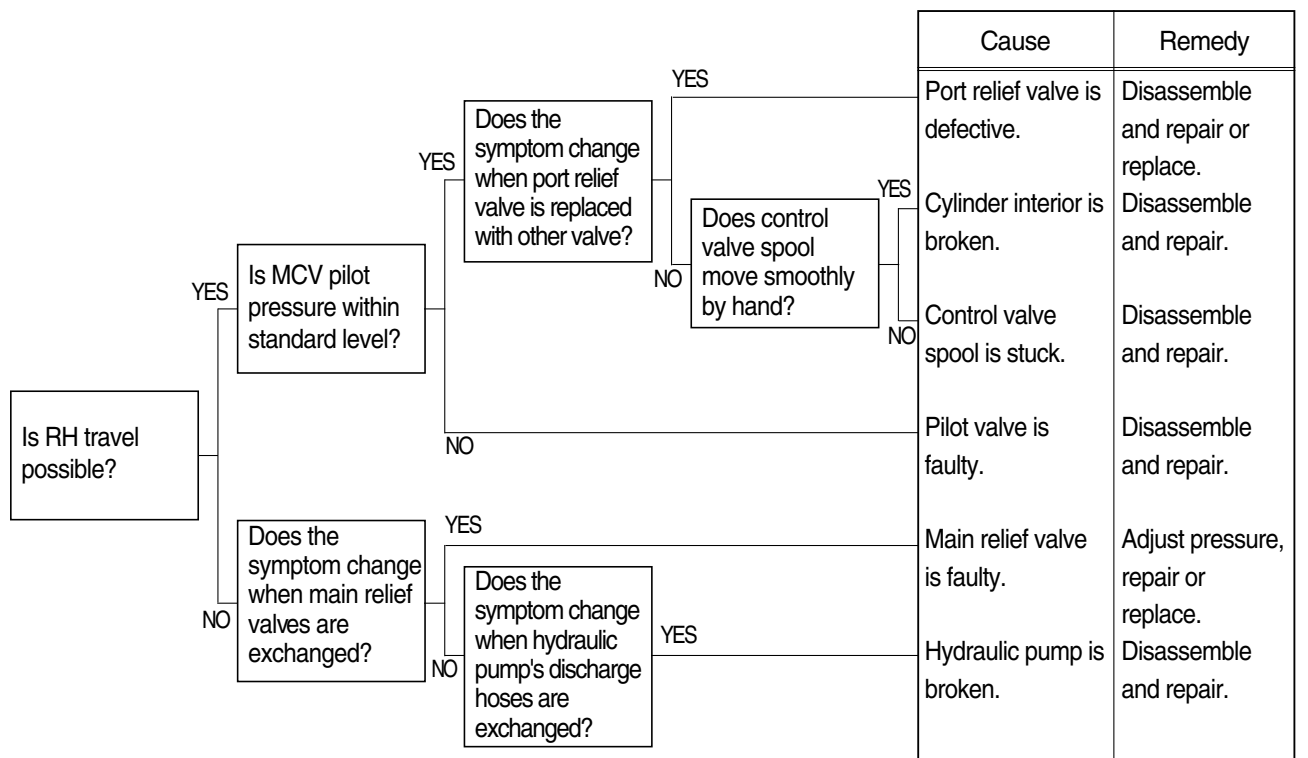 Is RH travel
possible?
YES
NO
Is MCV pilot
pressure within
standard level?
YES
NO
Does the
symptom change
when port relief
valve is replaced
with other valve?
YES
NO
Does control
valve spool
move smoothly
by hand?
YES
NO
Does the
symptom change
when main relief
valves are
exchanged?
YES
NO
Does the
symptom change
when hydraulic
pump's discharge
hoses are
exchanged?
YES
Cause
Remedy
Port relief valve is
defective.
Disassemble
and repair or
replace.
Cylinder interior is
broken.
Disassemble
and repair.
Control valve
spool is stuck.
Disassemble
and repair.
Pilot valve is
faulty.
Disassemble
and repair.
Main relief valve
is faulty.
Adjust pressure,
repair or
replace.
Hydraulic pump is
broken.
Disassemble
and repair.